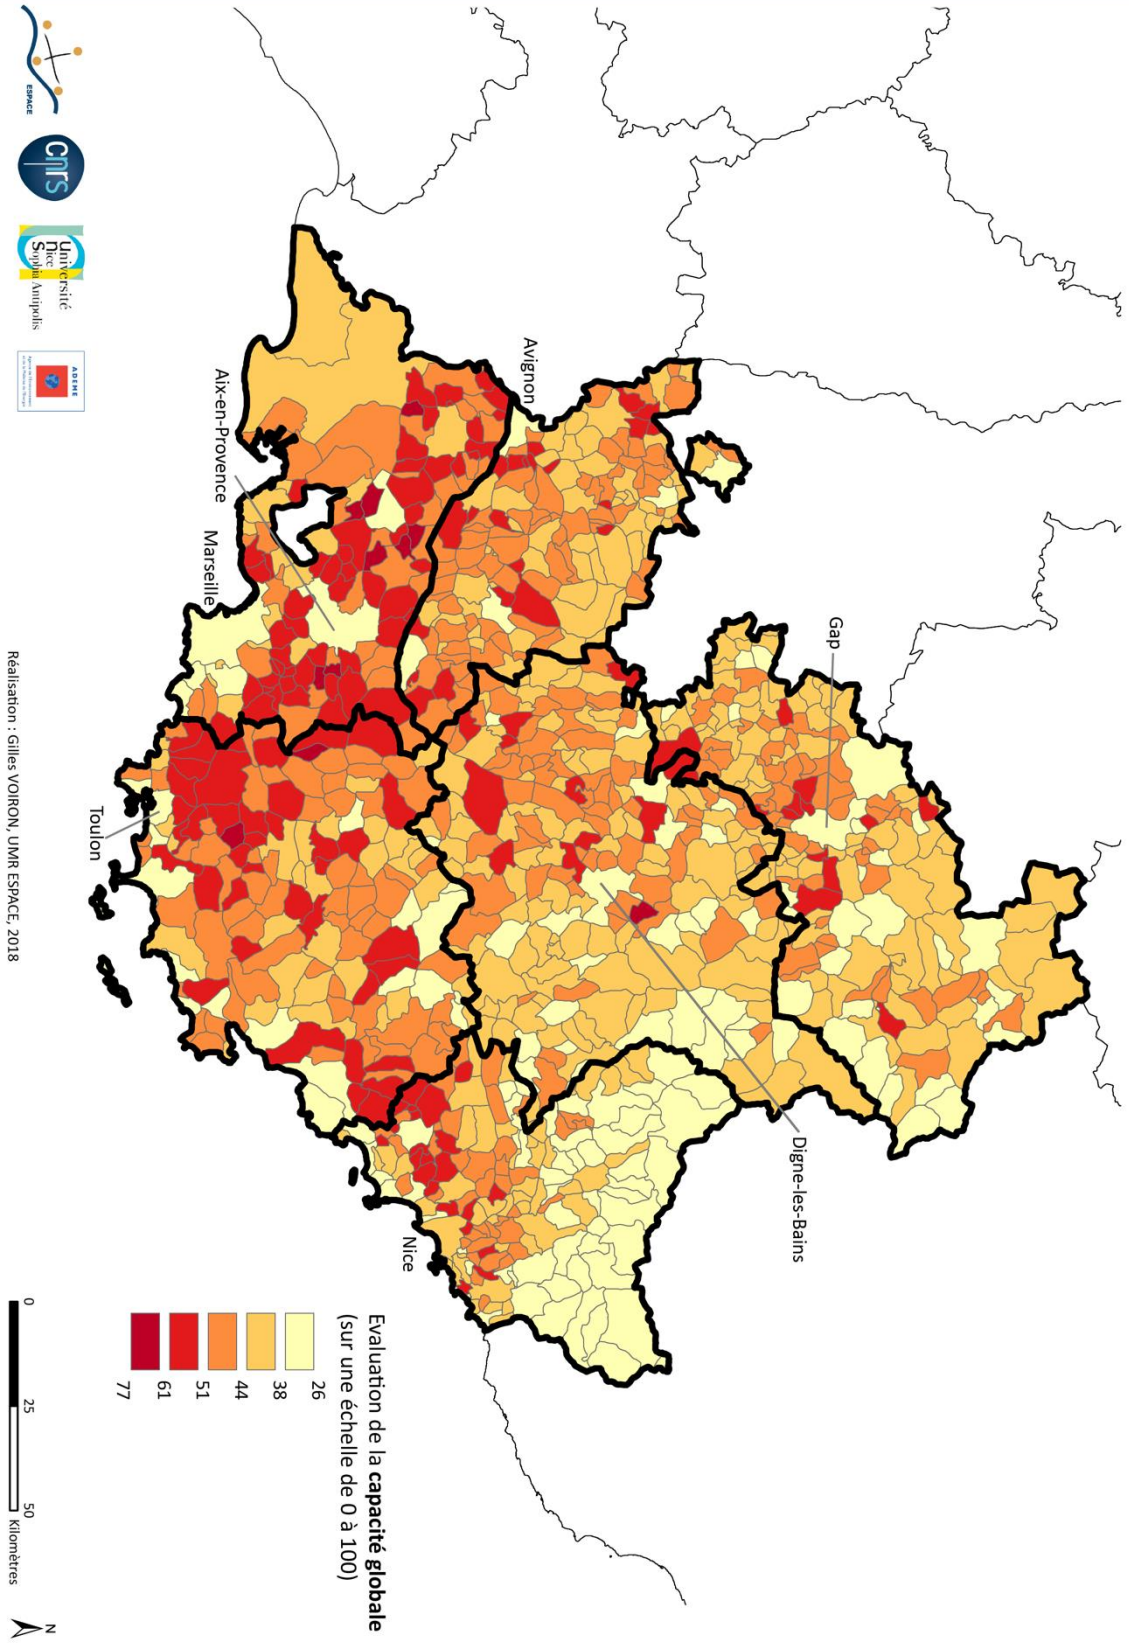 Gap
Avignon
Digne-les-Bains
Aix-en-Provence
Marseille
Nice
Toulon
Evaluation de la capacité globale
(sur une échelle de 0 à 100)
26
38
44
51
61
77
0 25 50
Kilomètres
N
Réalisation : Gilles VOIRON, UMR ESPACE, 2018
ESPACE
cnrs
Université
Nice
Sophia Antipolis
ADEME